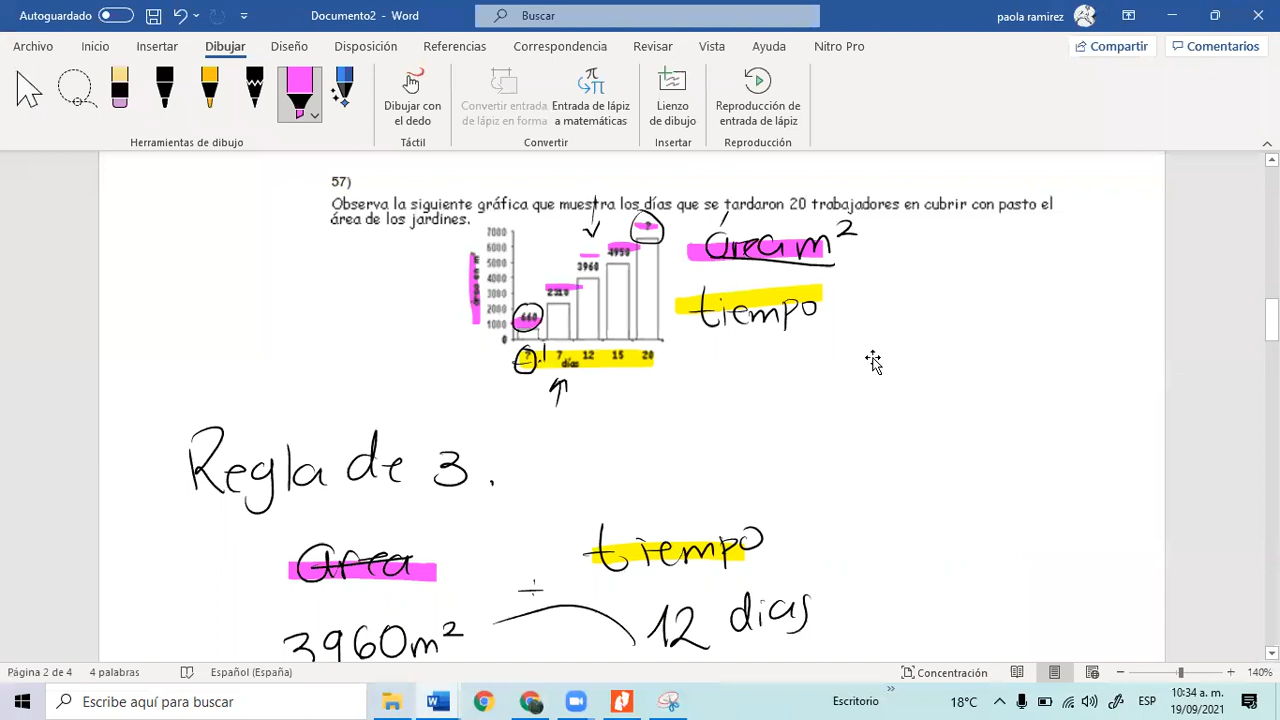 Autoguardado
Documento2 - Word
Buscar
paola ramirez
Archivo Inicio Insertar Dibujar Diseño Disposición Referencias Correspondencia Revisar Vista Ayuda Nitro Pro
Compartir Comentarios
Dibujar con el dedo
Convertir entrada de lápiz en forma
Entrada de lápiz a matemáticas
Lienzo de dibujo
Reproducción de entrada de lápiz
Herramientas de dibujo Táctil Convertir Insertar Reproducción
57)
Observa la siguiente gráfica que muestra los días que se tardaron 20 trabajadores en cubrir con pasto el
área de los jardines.
7000
6000
5000
4000
3000
2000
1000
0
660 2310 3960 4950 ?
? 7 12 15 20
días
área m²
tiempo
Regla de 3.
area tiempo
÷
3960m² 12 dias
Página 2 de 4 4 palabras Español (España) Concentración 140%
Escribe aquí para buscar Escritorio 18°C ESP 10:34 a. m.
19/09/2021